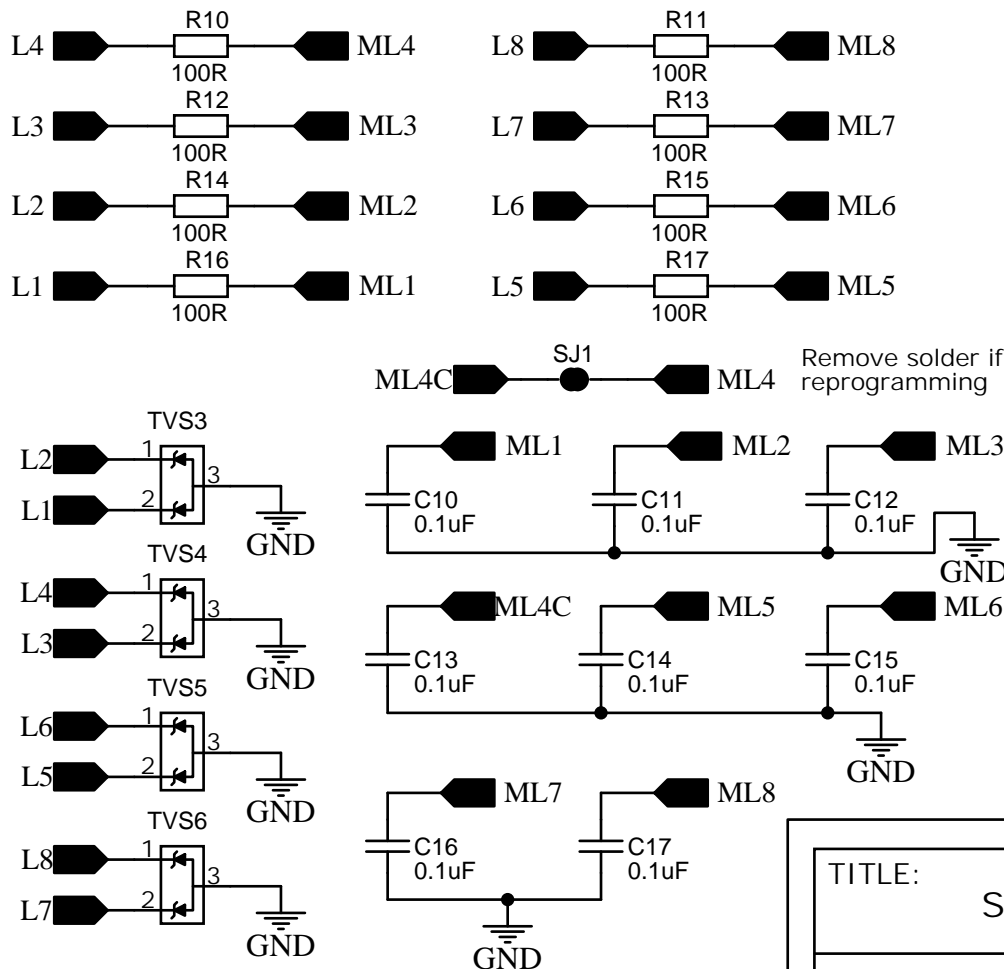 R10 R11
L4 ML4 L8 ML8
100R 100R
R12 R13
L3 ML3 L7 ML7
100R 100R
R14 R15
L2 ML2 L6 ML6
100R 100R
R16 R17
L1 ML1 L5 ML5
100R 100R
SJ1
ML4C ML4
Remove solder if
reprogramming
TVS3
L2 1
3
L1 2
GND
TVS4
L4 1
3
L3 2
GND
TVS5
L6 1
3
L5 2
GND
TVS6
L8 1
3
L7 2
GND
ML1 ML2 ML3
C10 C11 C12
0.1uF 0.1uF 0.1uF
GND
ML4C ML5 ML6
C13 C14 C15
0.1uF 0.1uF 0.1uF
GND
ML7 ML8
C16 C17
0.1uF 0.1uF
GND
TITLE:
S